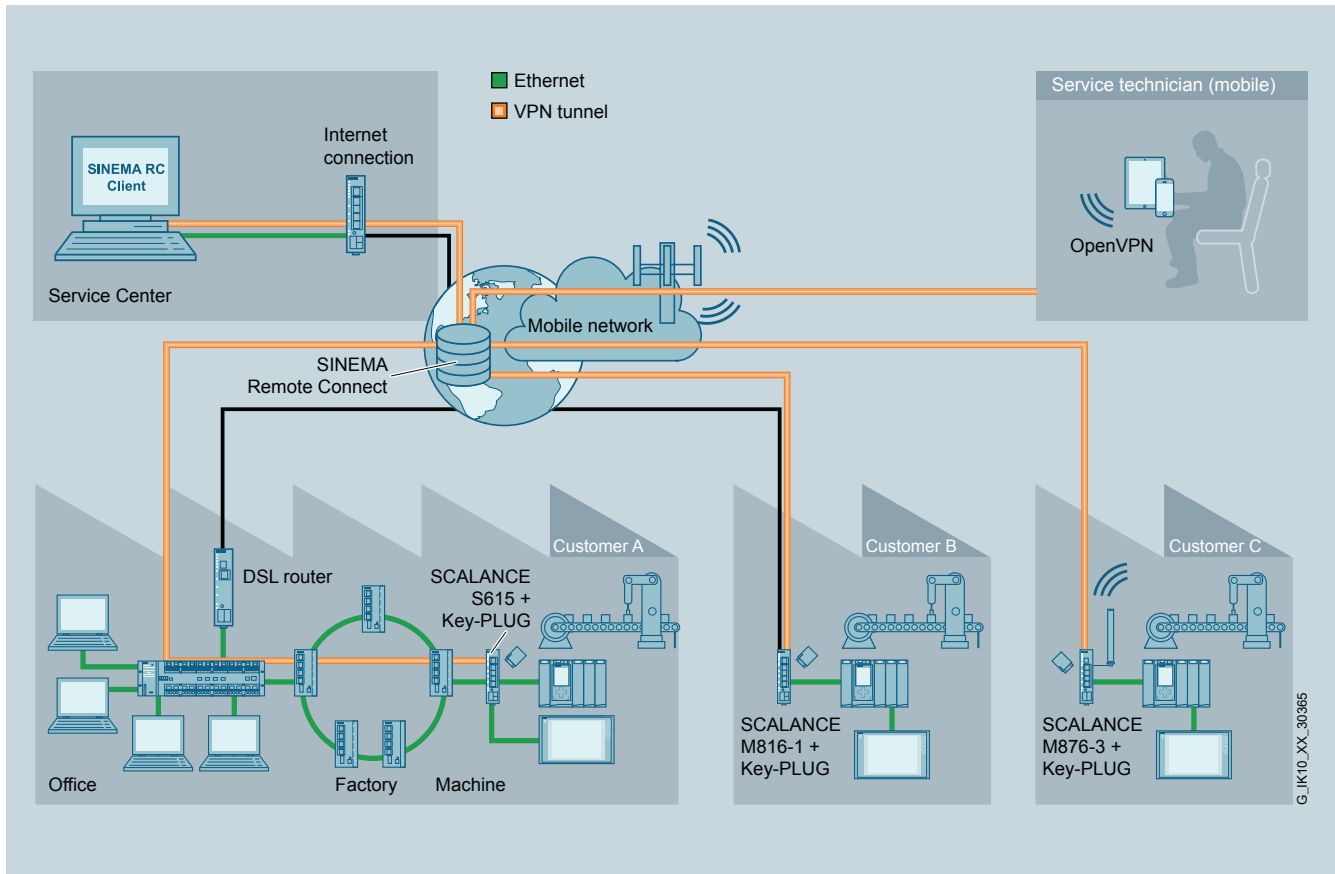 Ethernet
VPN tunnel
Service technician (mobile)
Internet
connection
SINEMA RC
Client
OpenVPN
Service Center
Mobile network
SINEMA
Remote Connect
Customer A
Customer B
Customer C
DSL router
SCALANCE
S615 +
Key-PLUG
SCALANCE
M816-1 +
Key-PLUG
SCALANCE
M876-3 +
Key-PLUG
Office
Factory
Machine
G_IK10_XX_30365